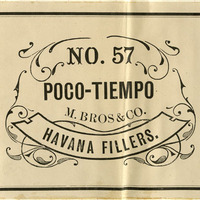 NO. 57
POCO-TIEMPO
M. BROS & CO.
HAVANA FILLERS.